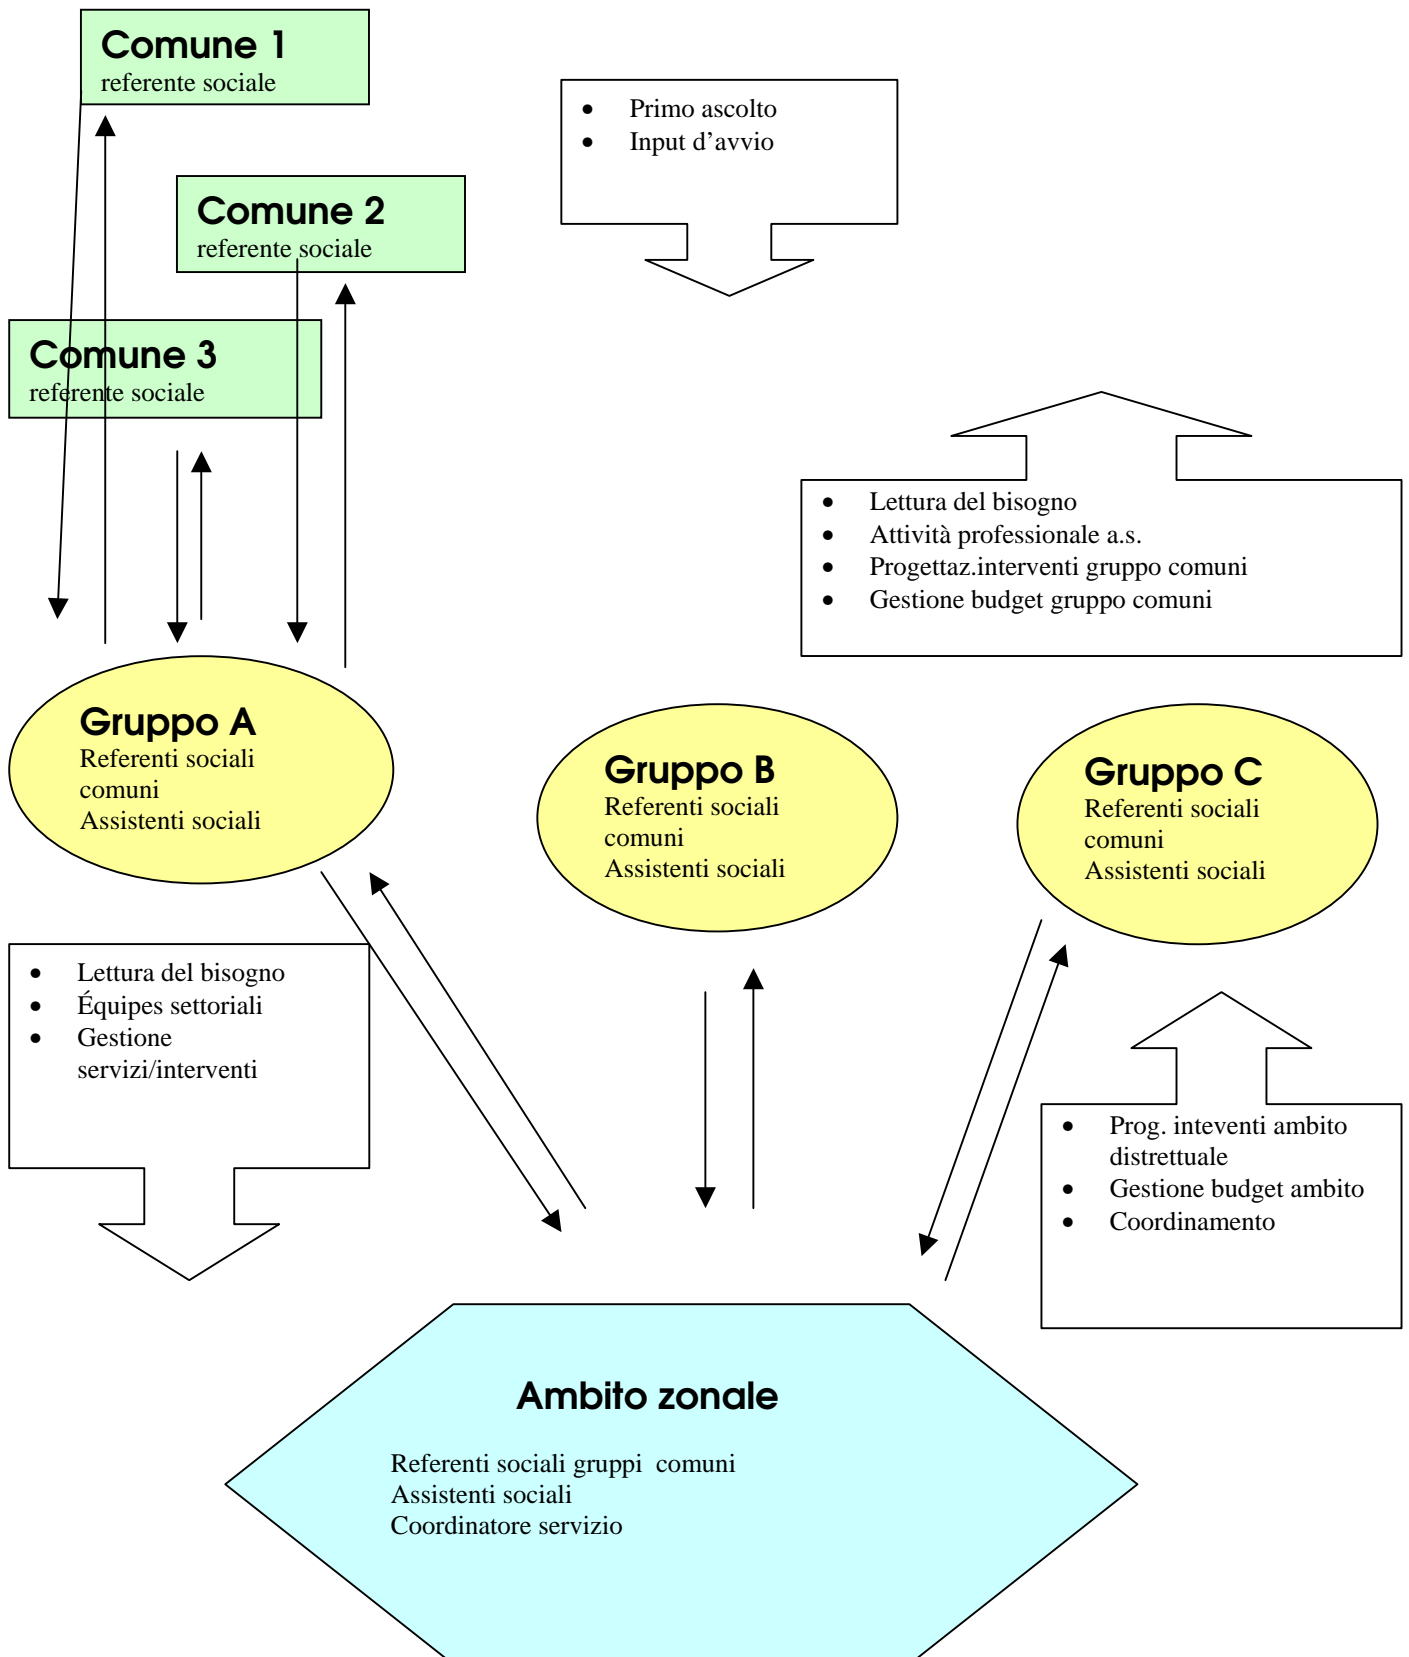 Comune 1
referente sociale
• Primo ascolto
• Input d’avvio
Comune 2
referente sociale
Comune 3
referente sociale
• Lettura del bisogno
• Attività professionale a.s.
• Progettaz.interventi gruppo comuni
• Gestione budget gruppo comuni
Gruppo A
Referenti sociali
comuni
Assistenti sociali
Gruppo B
Referenti sociali
comuni
Assistenti sociali
Gruppo C
Referenti sociali
comuni
Assistenti sociali
• Lettura del bisogno
• Équipes settoriali
• Gestione
servizi/interventi
• Prog. inteventi ambito
distrettuale
• Gestione budget ambito
• Coordinamento
Ambito zonale
Referenti sociali gruppi comuni
Assistenti sociali
Coordinatore servizio